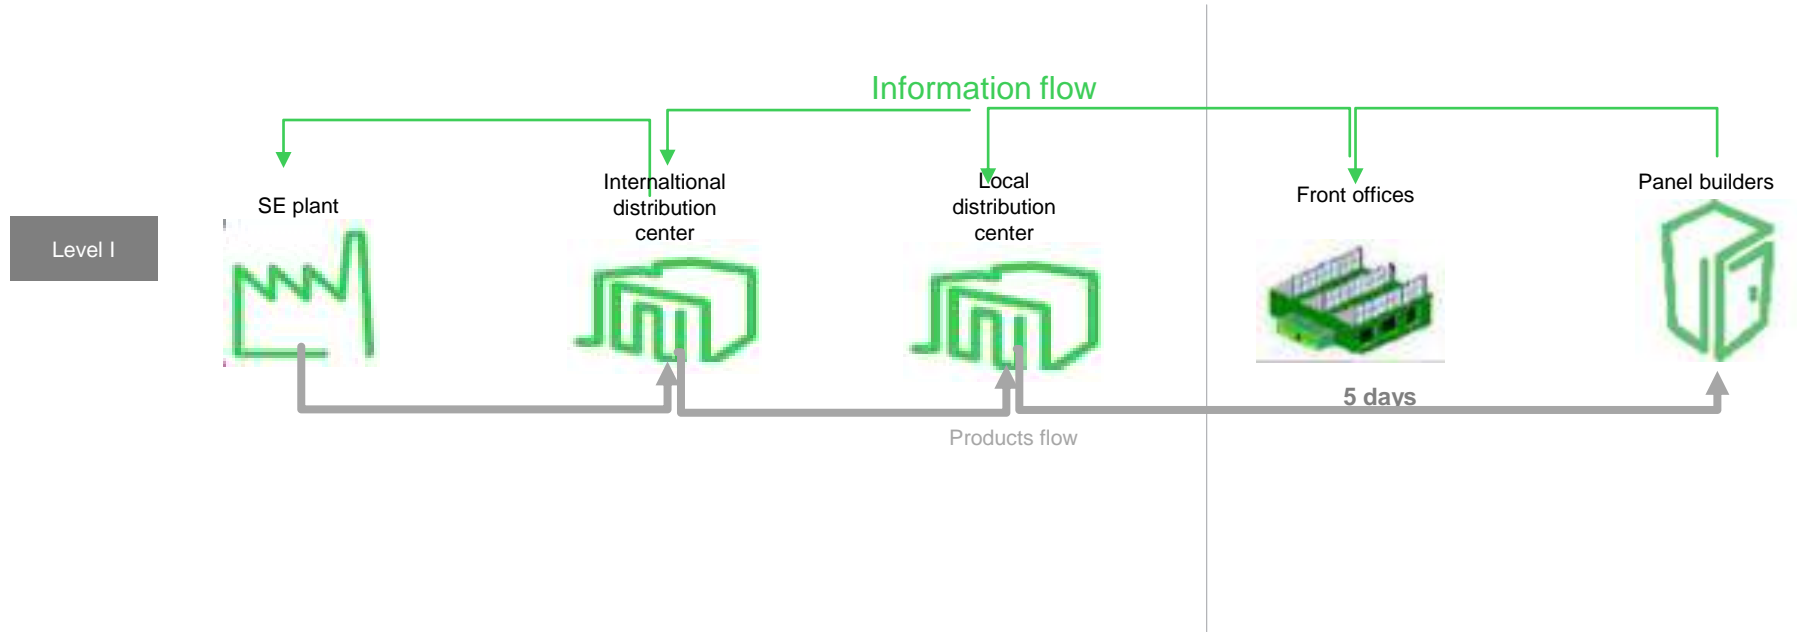 Information flow
SE plant
Internaltional
distribution
center
Local
distribution
center
Front offices
Panel builders
Level I
5 days
Products flow